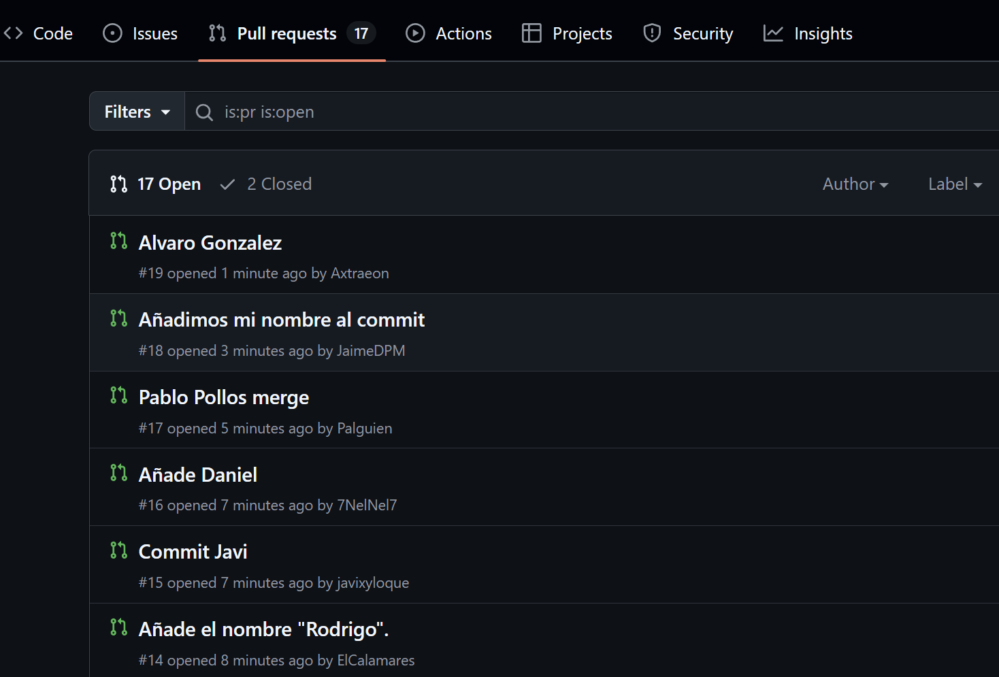 Code Issues Pull requests 17 Actions Projects Security Insights
Filters is:pr is:open
17 Open 2 Closed Author Label
Alvaro Gonzalez
#19 opened 1 minute ago by Axtraeon
Añadimos mi nombre al commit
#18 opened 3 minutes ago by JaimeDPM
Pablo Pollos merge
#17 opened 5 minutes ago by Palguien
Añade Daniel
#16 opened 7 minutes ago by 7NelNel7
Commit Javi
#15 opened 7 minutes ago by javixyloque
Añade el nombre "Rodrigo".
#14 opened 8 minutes ago by ElCalamares